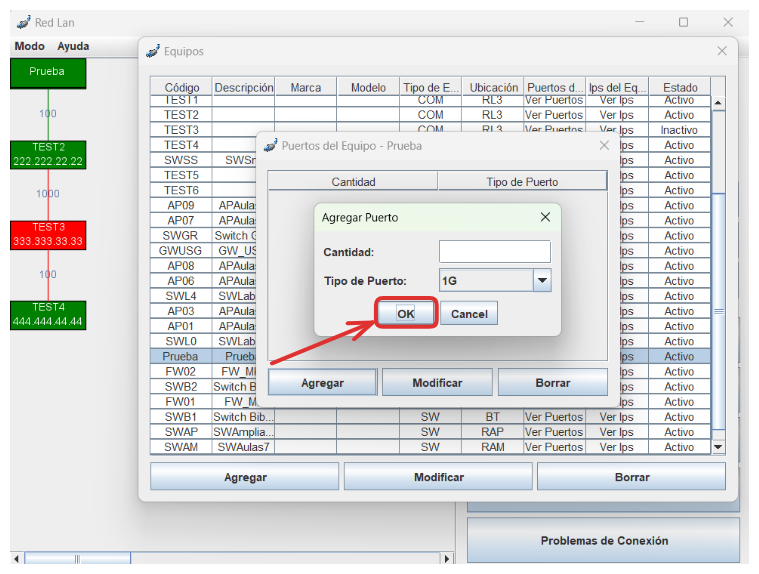 Red Lan
Modo Ayuda
Equipos
Prueba
100
TEST2
222.222.22.22
1000
TEST3
333.333.33.33
100
TEST4
444.444.44.44
Código Descripción Marca Modelo Tipo de E... Ubicación Puertos d... Ips del Eq... Estado
TEST1 COM RL3 Ver Puertos Ver Ips Activo
TEST2 COM RL3 Ver Puertos Ver Ips Activo
TEST3 COM RL3 Ver Puertos Ver Ips Inactivo
TEST4 Activo
SWSS Activo
TEST5 Ips Activo
TEST6 Ips Activo
AP09 APAula Ips Activo
AP07 APAula Ips Activo
SWGR Switch Ips Activo
GWUSG GW_US Ips Activo
AP08 APAula Ips Activo
AP06 APAula Ips Activo
SWL4 SWLab Ips Activo
AP03 APAula Ips Activo
AP01 APAula Ips Activo
SWL0 SWLab Ips Activo
Prueba Prueb Ips Activo
FW02 Ips Activo
SWB2 Switch Ips Activo
FW01 Ips Activo
SWB1 Switch Bib... SW BT Ver Puertos Ver Ips Activo
SWAP SWAmplia... SW RAP Ver Puertos Ver Ips Activo
SWAM SWAulas7 SW RAM Ver Puertos Ver Ips Activo
Agregar Modificar Borrar
Puertos del Equipo - Prueba
Cantidad Tipo de Puerto
Agregar Puerto
Cantidad:
Tipo de Puerto: 1G
OK Cancel
Agregar Modificar Borrar
Problemas de Conexión